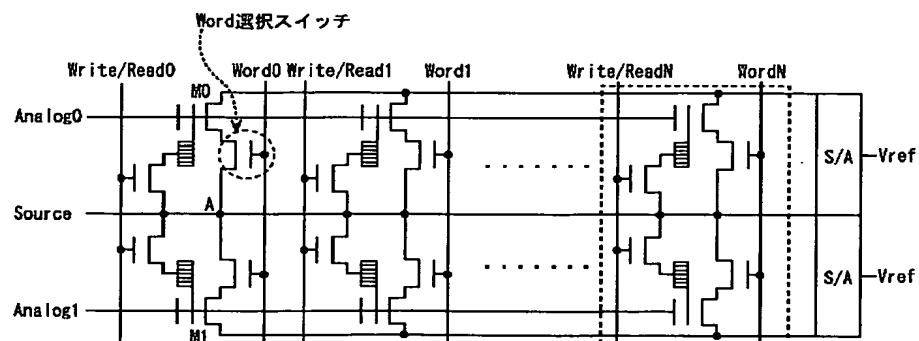 Word選択スイッチ
Write/Read0 Word0 Write/Read1 Word1 Write/ReadN WordN
M0
Analog0
S/A Vref
A
Source
S/A Vref
Analog1
M1